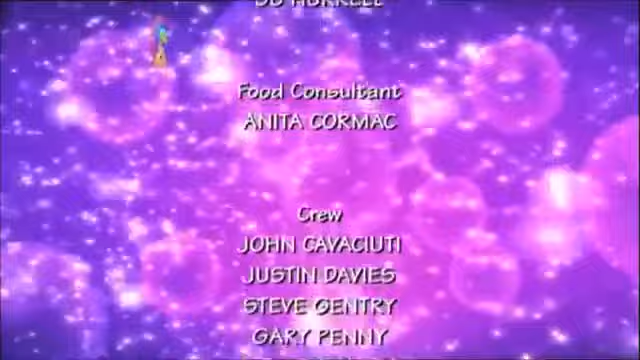 Food Consultant
ANITA CORMAC
Crew
JOHN CAVACIUTI
JUSTIN DAVIES
STEVE GENTRY
GARY PENNY